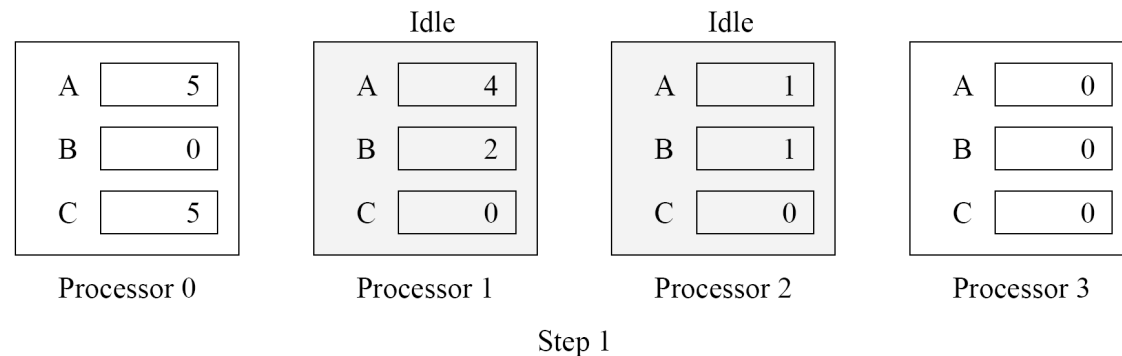 Idle Idle
A 5 A 4 A 1 A 0
B 0 B 2 B 1 B 0
C 5 C 0 C 0 C 0
Processor 0 Processor 1 Processor 2 Processor 3
Step 1